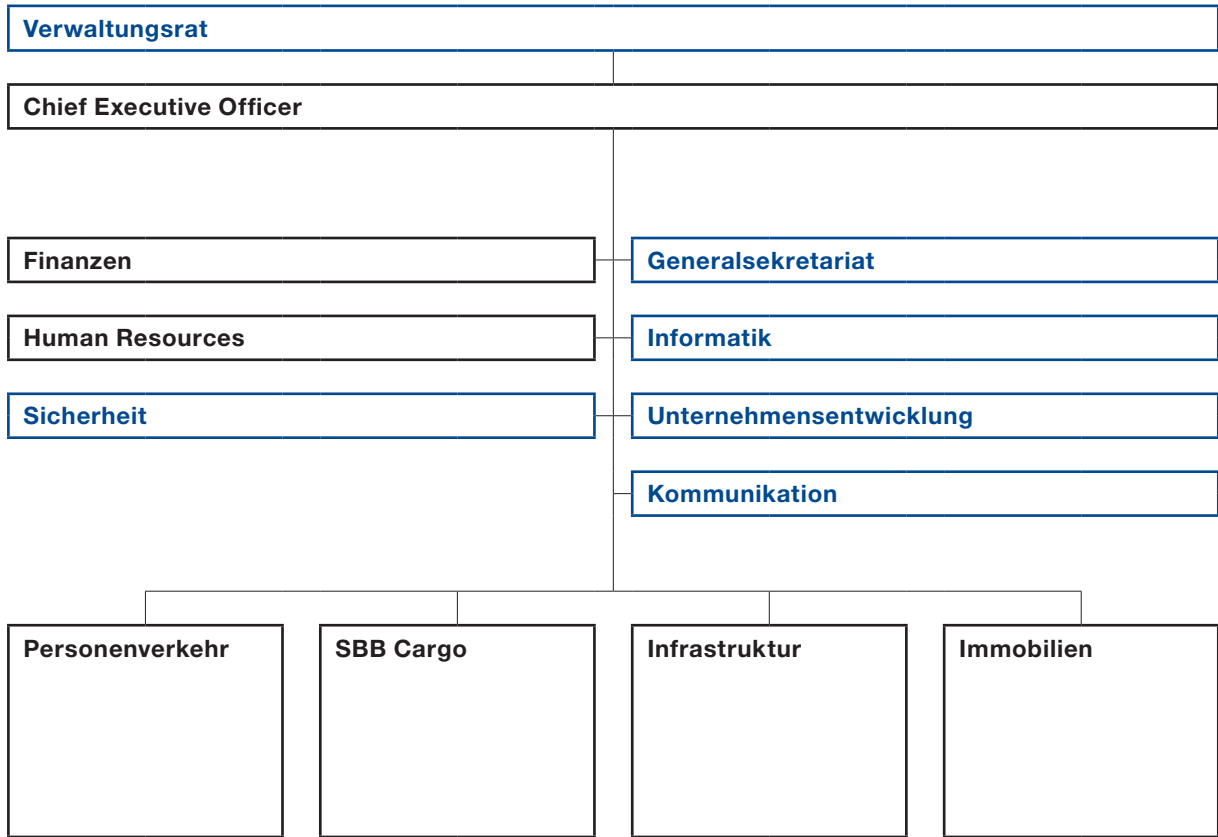 Verwaltungsrat
Chief Executive Officer
Finanzen
Generalsekretariat
Human Resources
Informatik
Sicherheit
Unternehmensentwicklung
Kommunikation
Personenverkehr
SBB Cargo
Infrastruktur
Immobilien